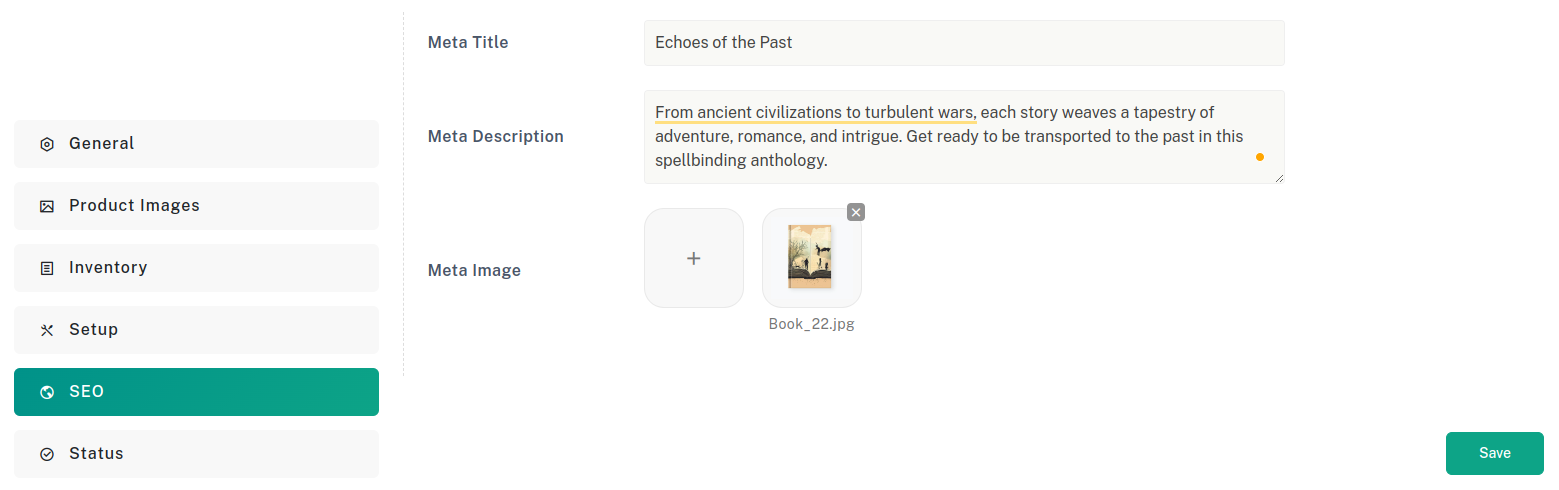 General
Product Images
Inventory
Setup
SEO
Status
Meta Title
Echoes of the Past
Meta Description
From ancient civilizations to turbulent wars, each story weaves a tapestry of
adventure, romance, and intrigue. Get ready to be transported to the past in this
spellbinding anthology.
Meta Image
+
Book_22.jpg
Save